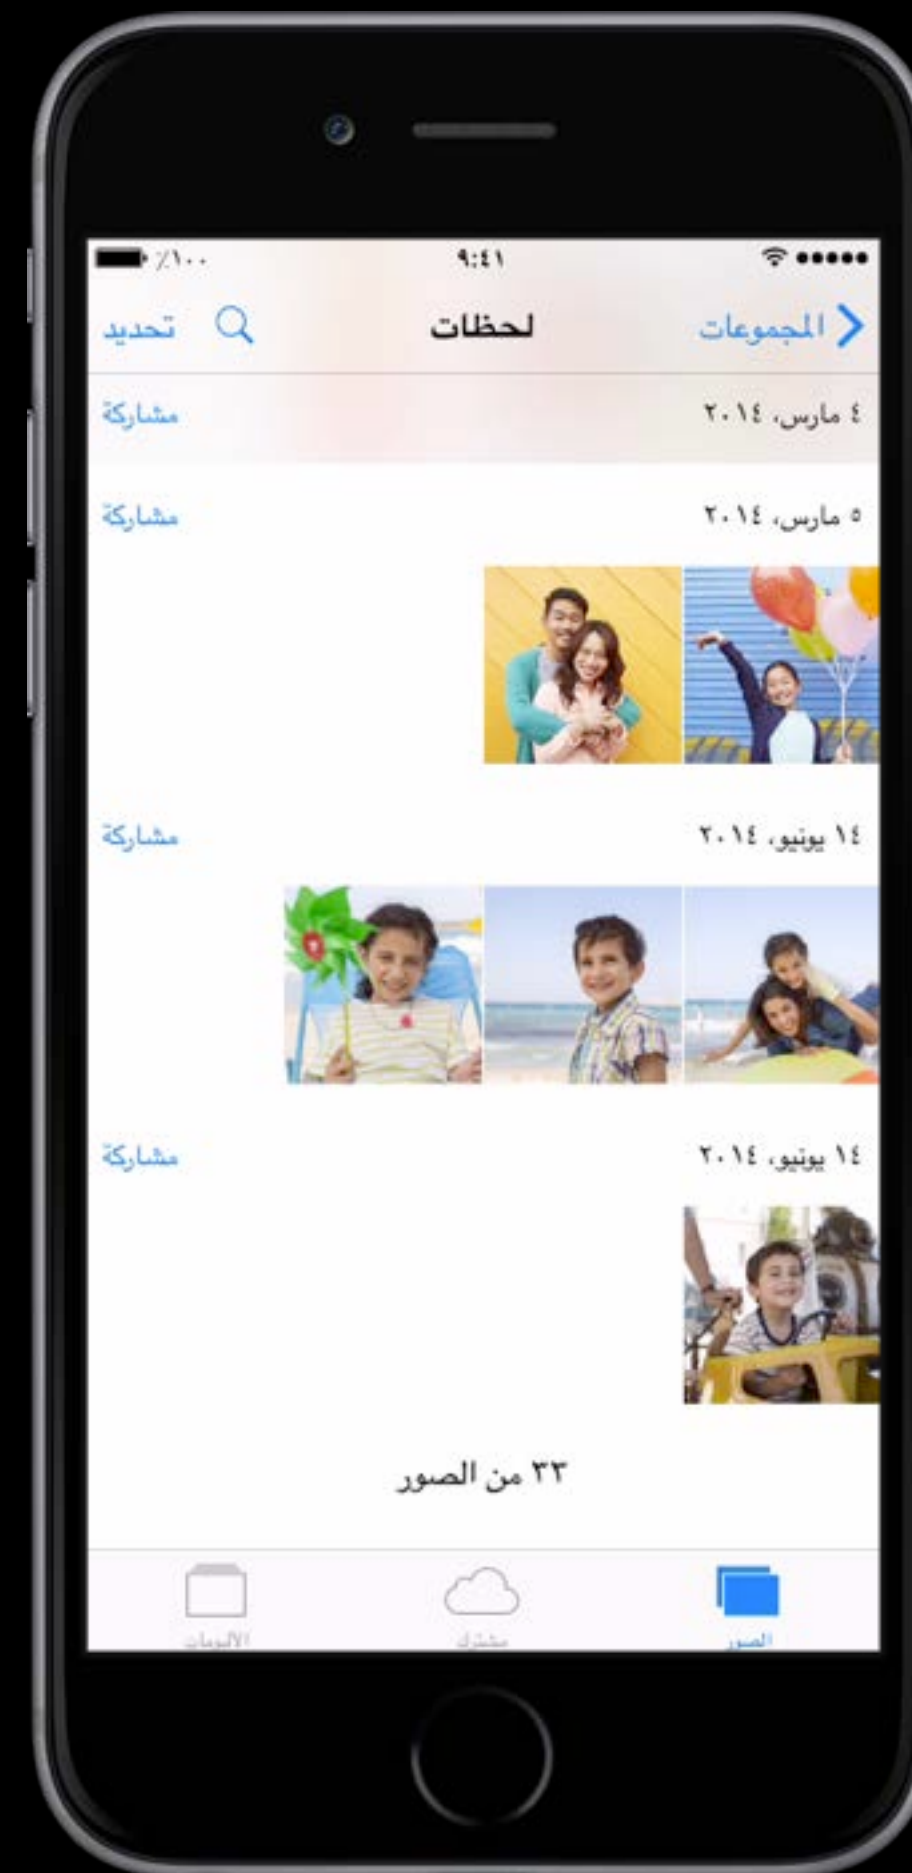 ٩:٤١ ٪١٠٠
المجموعات لحظات تحديد
٤ مارس، ٢٠١٤ مشاركة
٥ مارس، ٢٠١٤ مشاركة
١٤ يونيو، ٢٠١٤ مشاركة
١٤ يونيو، ٢٠١٤ مشاركة
٣٣ من الصور
الصور مشترك الألبومات